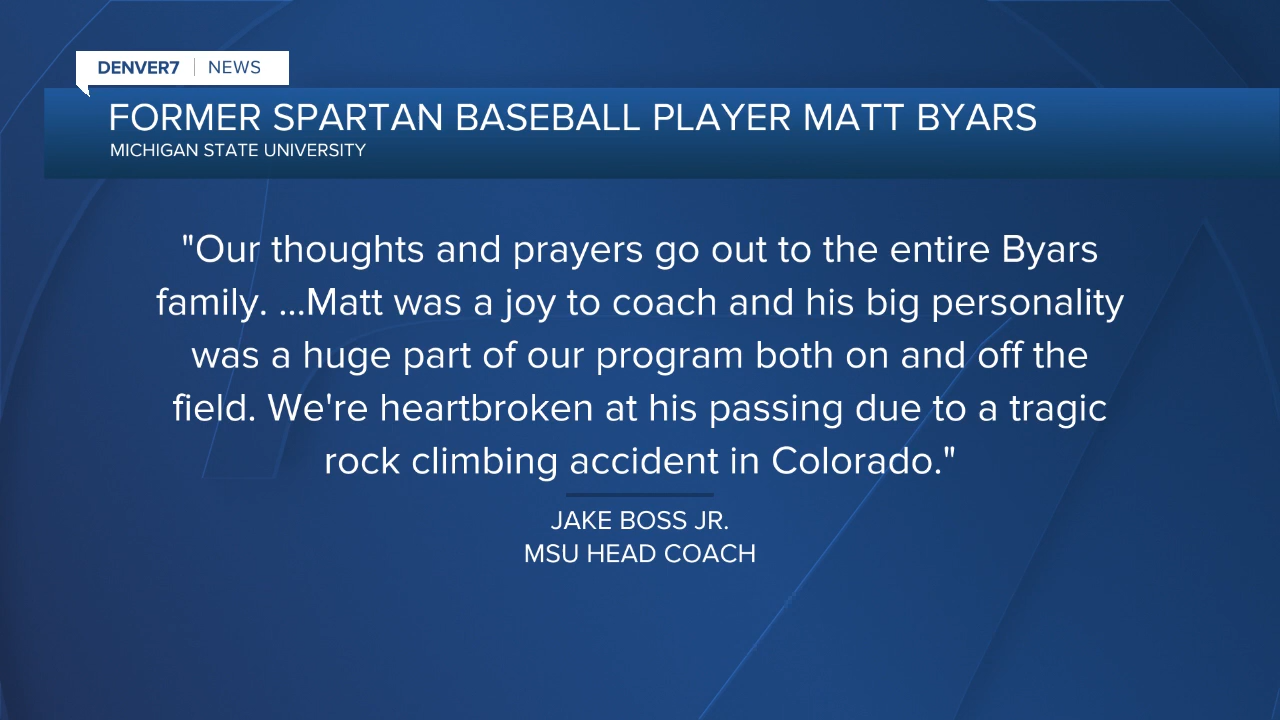 DENVER7 | NEWS
FORMER SPARTAN BASEBALL PLAYER MATT BYARS
MICHIGAN STATE UNIVERSITY
"Our thoughts and prayers go out to the entire Byars
family. ...Matt was a joy to coach and his big personality
was a huge part of our program both on and off the
field. We're heartbroken at his passing due to a tragic
rock climbing accident in Colorado."
JAKE BOSS JR.
MSU HEAD COACH